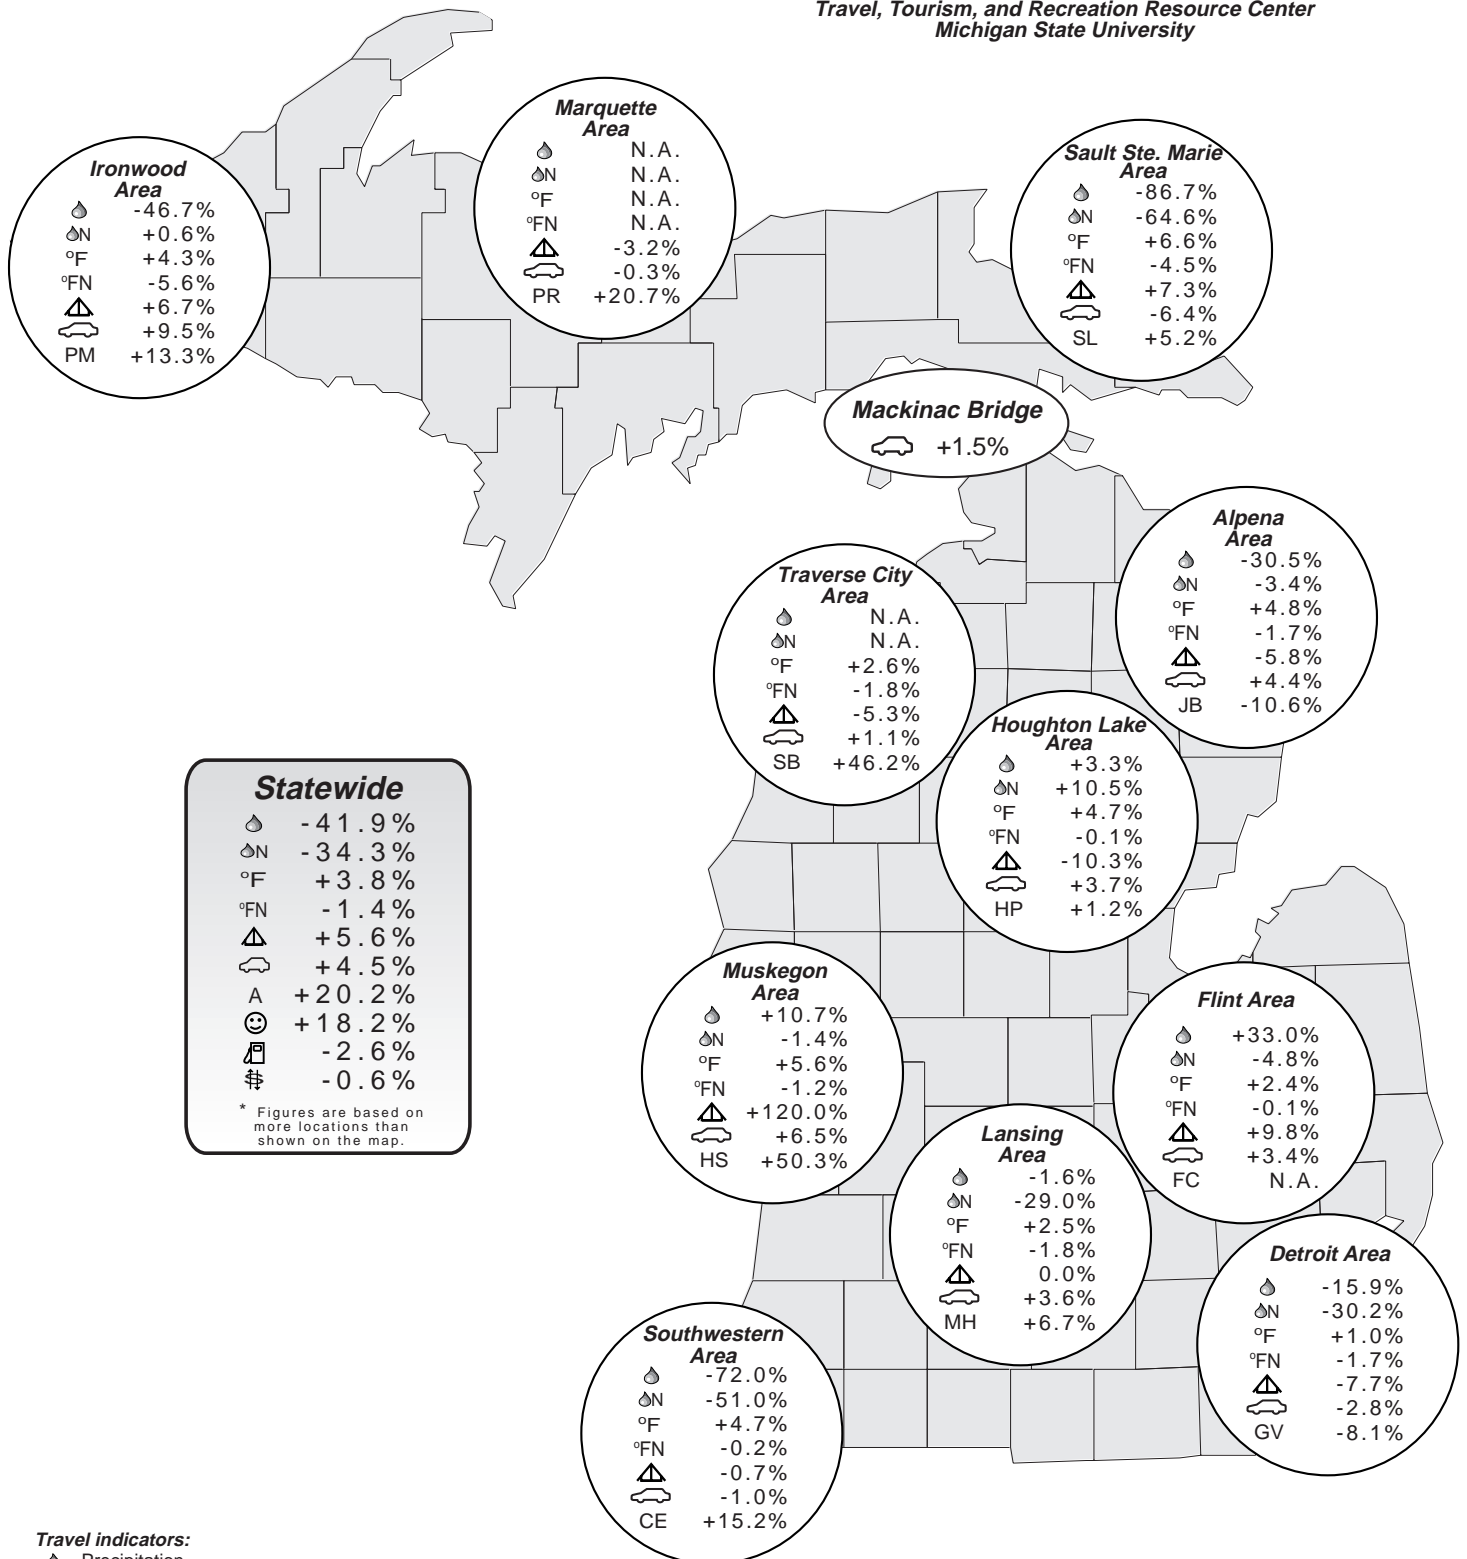 Travel, Tourism, and Recreation Resource Center
Michigan State University
Marquette
Area
N.A.
N N.A.
°F N.A.
°FN N.A.
-3.2%
-0.3%
PR +20.7%
Ironwood
Area
-46.7%
N +0.6%
°F +4.3%
°FN -5.6%
+6.7%
+9.5%
PM +13.3%
Sault Ste. Marie
Area
-86.7%
N -64.6%
°F +6.6%
°FN -4.5%
+7.3%
-6.4%
SL +5.2%
Mackinac Bridge
+1.5%
Alpena
Area
-30.5%
N -3.4%
°F +4.8%
°FN -1.7%
-5.8%
+4.4%
JB -10.6%
Traverse City
Area
N.A.
N N.A.
°F +2.6%
°FN -1.8%
-5.3%
+1.1%
SB +46.2%
Houghton Lake
Area
+3.3%
N +10.5%
°F +4.7%
°FN -0.1%
-10.3%
+3.7%
HP +1.2%
Statewide
-41.9%
N -34.3%
°F +3.8%
°FN -1.4%
+5.6%
+4.5%
A +20.2%
+18.2%
-2.6%
-0.6%
* Figures are based on
more locations than
shown on the map.
Muskegon
Area
+10.7%
N -1.4%
°F +5.6%
°FN -1.2%
+120.0%
+6.5%
HS +50.3%
Flint Area
+33.0%
N -4.8%
°F +2.4%
°FN -0.1%
+9.8%
+3.4%
FC N.A.
Lansing
Area
-1.6%
N -29.0%
°F +2.5%
°FN -1.8%
0.0%
+3.6%
MH +6.7%
Detroit Area
-15.9%
N -30.2%
°F +1.0%
°FN -1.7%
-7.7%
-2.8%
GV -8.1%
Southwestern
Area
-72.0%
N -51.0%
°F +4.7%
°FN -0.2%
-0.7%
-1.0%
CE +15.2%
Travel indicators:
Precipitation